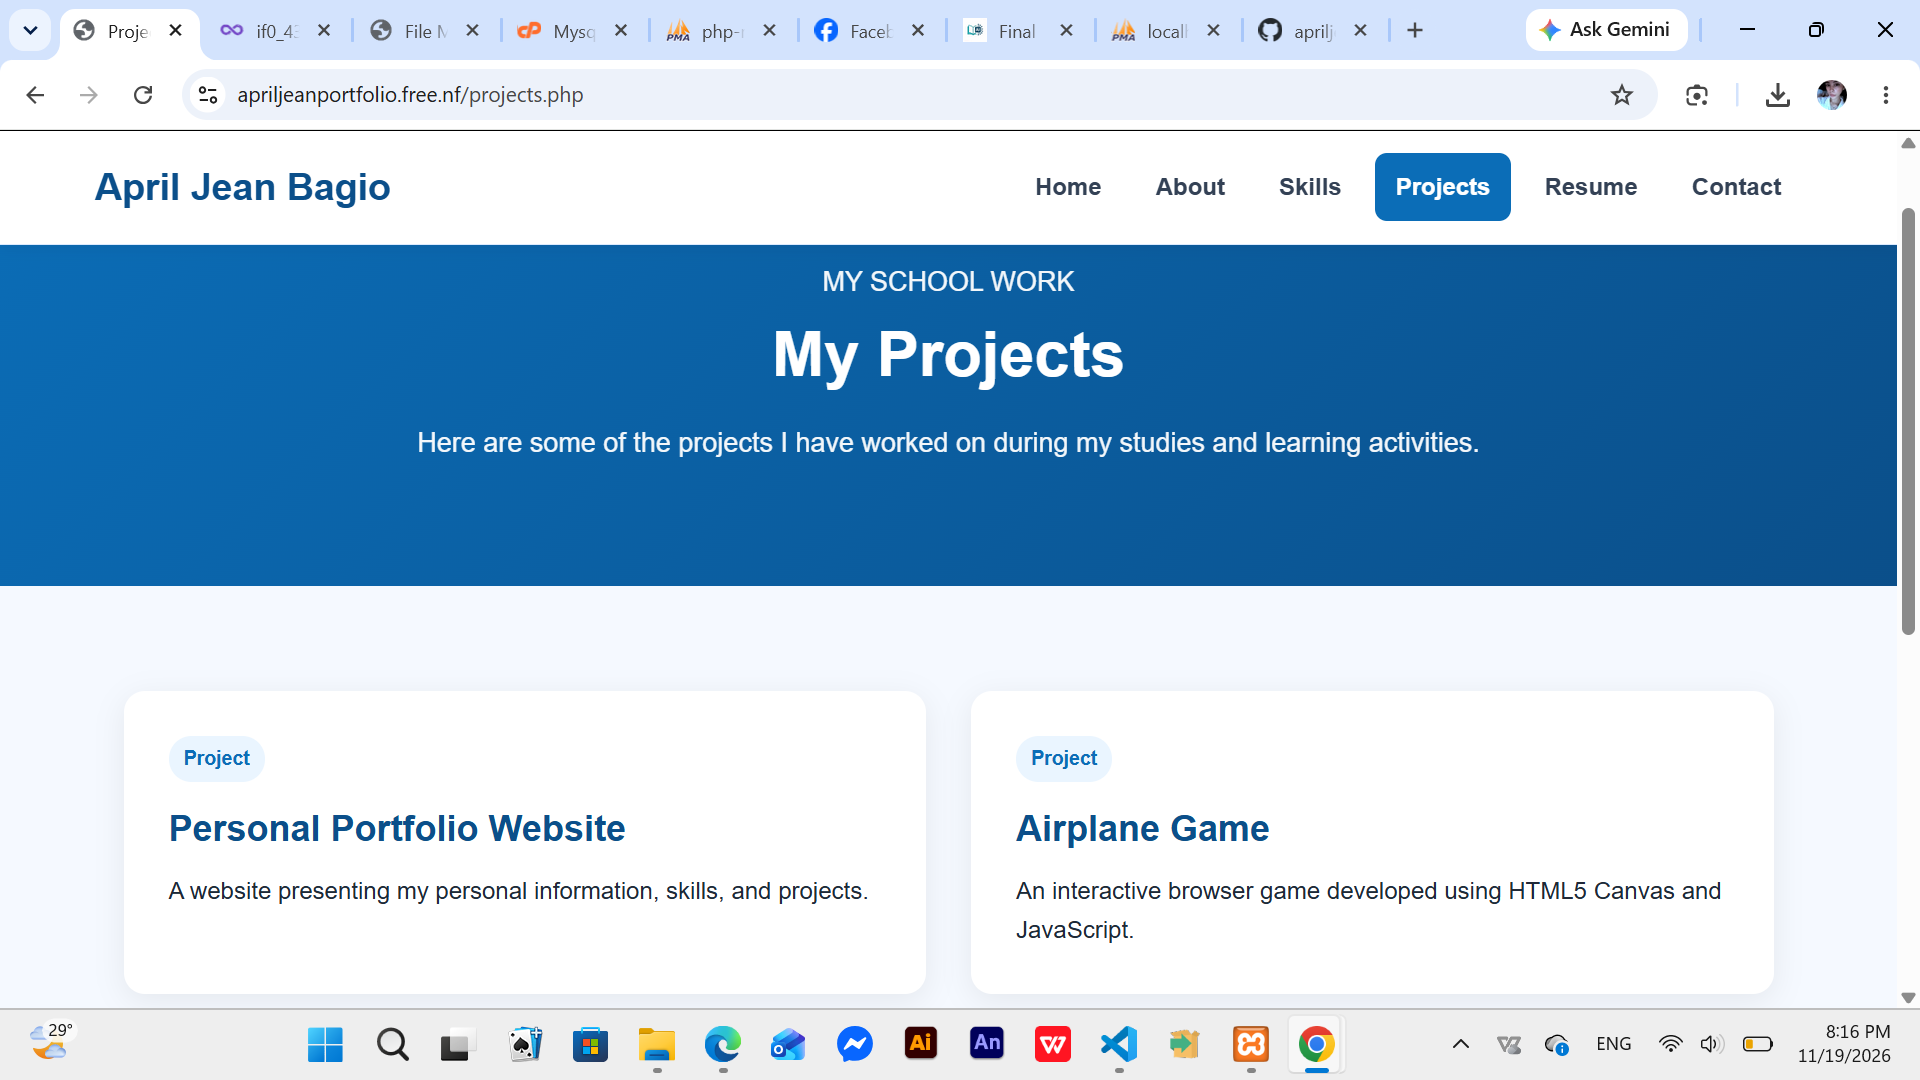 Proje
if0_43
File M
Mysq
php-
Faceb
Final
locall
aprilj
Ask Gemini
apriljeanportfolio.free.nf/projects.php
April Jean Bagio
Home
About
Skills
Projects
Resume
Contact
MY SCHOOL WORK
My Projects
Here are some of the projects I have worked on during my studies and learning activities.
Project
Personal Portfolio Website
A website presenting my personal information, skills, and projects.
Project
Airplane Game
An interactive browser game developed using HTML5 Canvas and
JavaScript.
29°
Ai
An
ENG
8:16 PM
11/19/2026